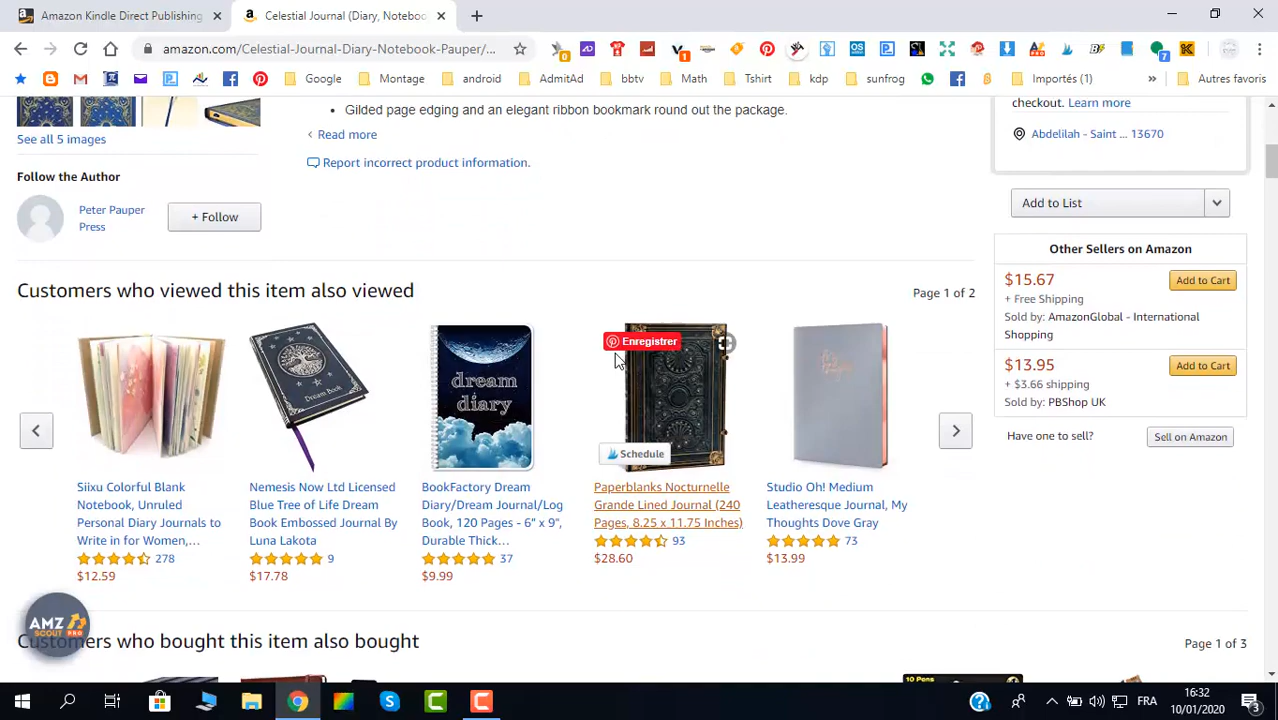 Amazon Kindle Direct Publishing
Celestial Journal (Diary, Noteboo
amazon.com/Celestial-Journal-Diary-Notebook-Pauper/...
Google
Montage
android
AdmitAd
bbtv
Math
Tshirt
kdp
sunfrog
Importés (1)
Autres favoris
Gilded page edging and an elegant ribbon bookmark round out the package.
Read more
Report incorrect product information.
See all 5 images
Follow the Author
Peter Pauper
Press
+ Follow
checkout. Learn more
Abdelilah - Saint ... 13670
Add to List
Other Sellers on Amazon
$15.67
Add to Cart
+ Free Shipping
Sold by: AmazonGlobal - International
Shopping
$13.95
Add to Cart
+ $3.66 shipping
Sold by: PBShop UK
Have one to sell?
Sell on Amazon
Customers who viewed this item also viewed
Page 1 of 2
Dream Book
dream
diary
Enregistrer
Schedule
Siixu Colorful Blank
Notebook, Unruled
Personal Diary Journals to
Write in for Women,...
278
$12.59
Nemesis Now Ltd Licensed
Blue Tree of Life Dream
Book Embossed Journal By
Luna Lakota
9
$17.78
BookFactory Dream
Diary/Dream Journal/Log
Book, 120 Pages - 6" x 9",
Durable Thick...
37
$9.99
Paperblanks Nocturnelle
Grande Lined Journal (240
Pages, 8.25 x 11.75 Inches)
93
$28.60
Studio Oh! Medium
Leatheresque Journal, My
Thoughts Dove Gray
73
$13.99
AMZ
SCOUT PRO
Customers who bought this item also bought
Page 1 of 3
10 Pens
FRA
16:32
10/01/2020
3